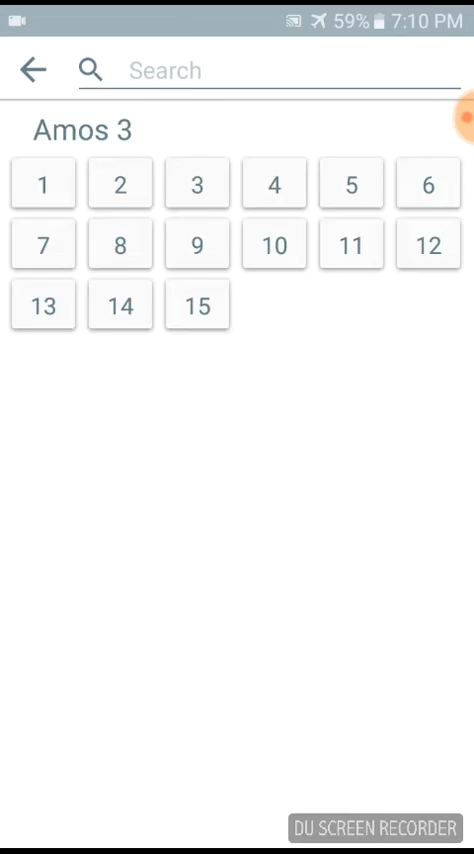 59% 7:10 PM
Search
Amos 3
1 2 3 4 5 6
7 8 9 10 11 12
13 14 15
DU SCREEN RECORDER